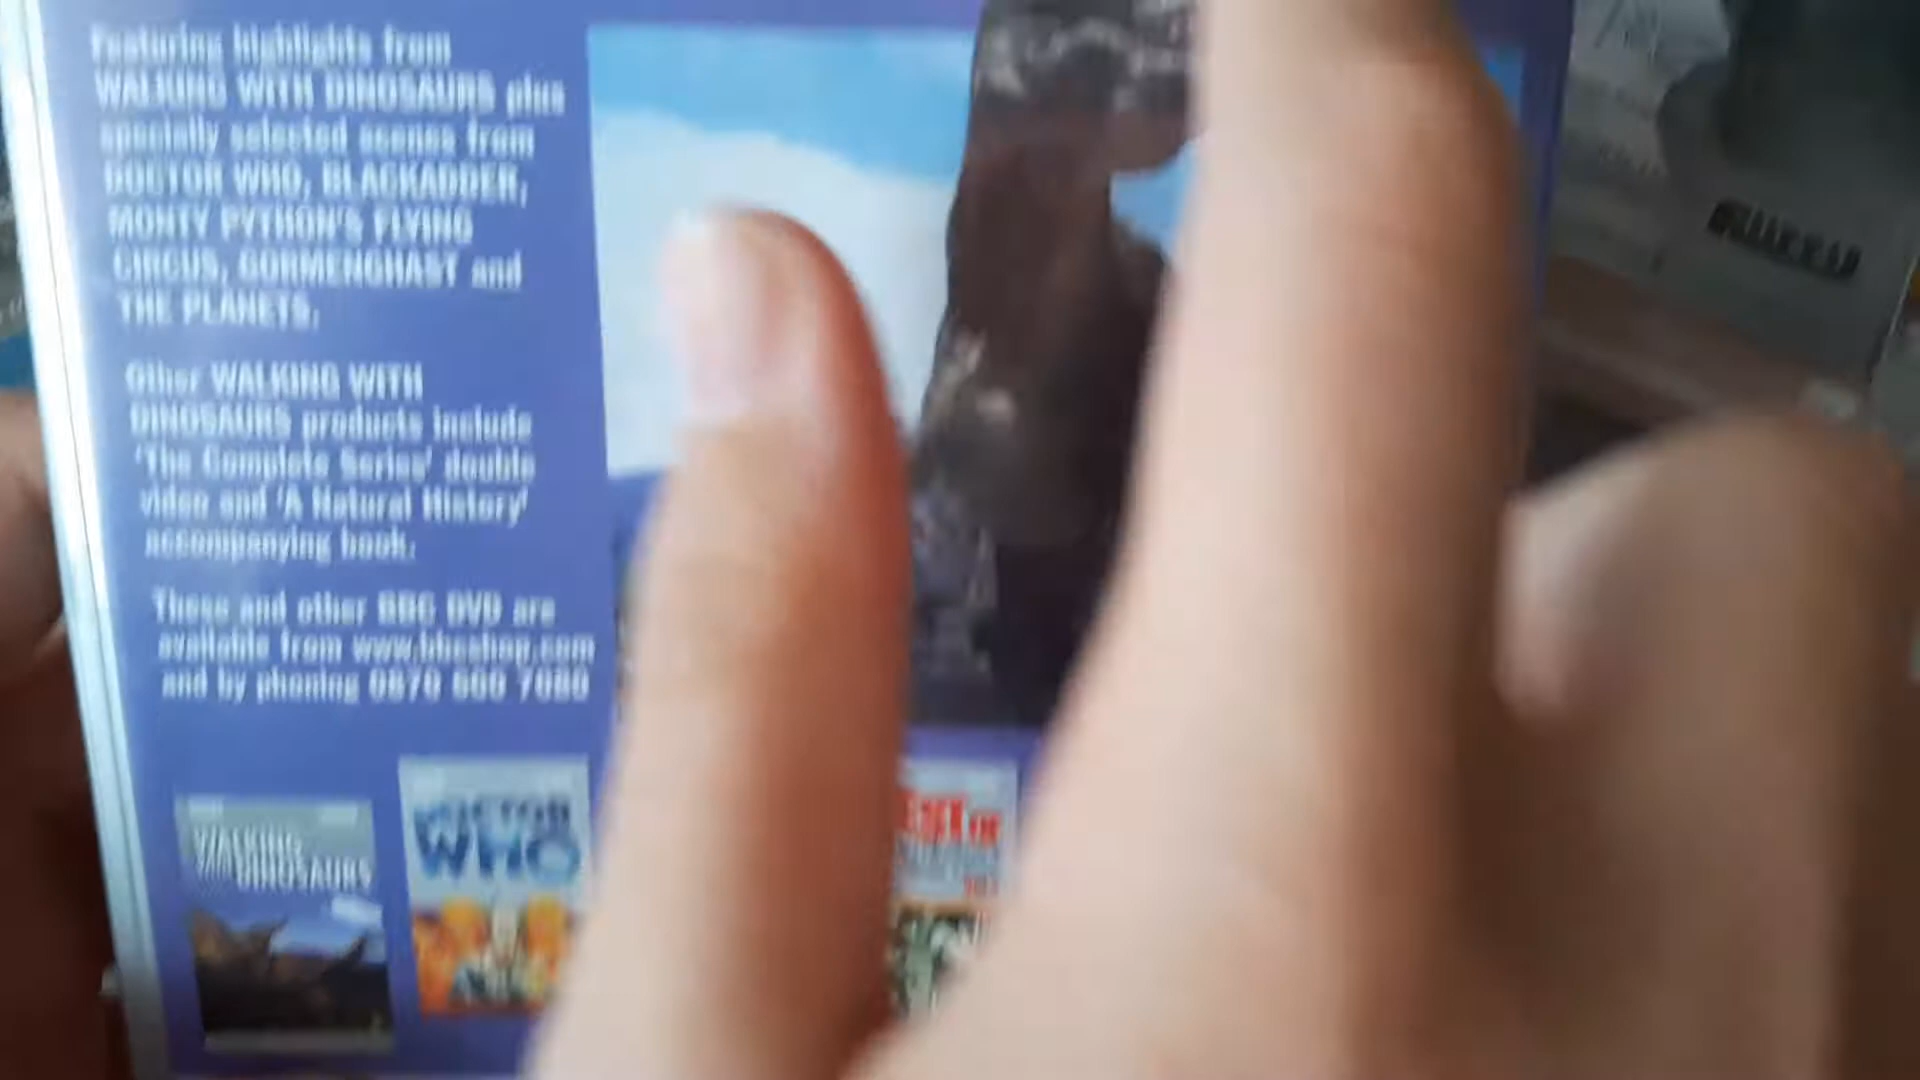 Featuring highlights from
WALKING WITH DINOSAURS plus
specially selected scenes from
DOCTOR WHO, BLACKADDER,
MONTY PYTHON'S FLYING
CIRCUS, GORMENGHAST and
THE PLANETS.
Other WALKING WITH
DINOSAURS products include
'The Complete Series' double
video and 'A Natural History'
accompanying book.
These and other BBC DVD are
available from www.bbcshop.com
and by phoning 0870 600 7080
WALKING
WITH
DINOSAURS
DOCTOR
WHO